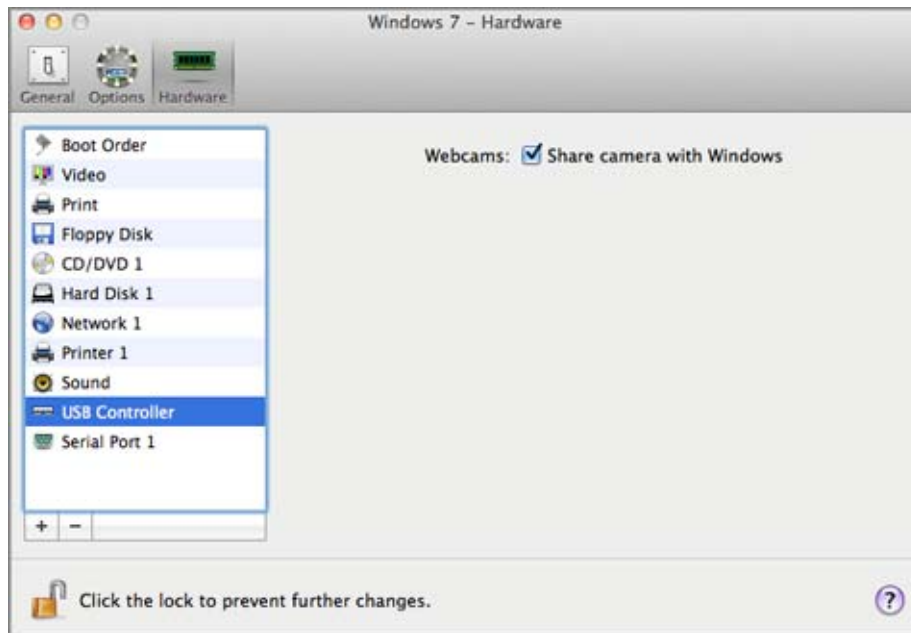 Windows 7 – Hardware
General Options Hardware
Boot Order
Video
Print
Floppy Disk
CD/DVD 1
Hard Disk 1
Network 1
Printer 1
Sound
USB Controller
Serial Port 1
+ −
Webcams: Share camera with Windows
Click the lock to prevent further changes.
?